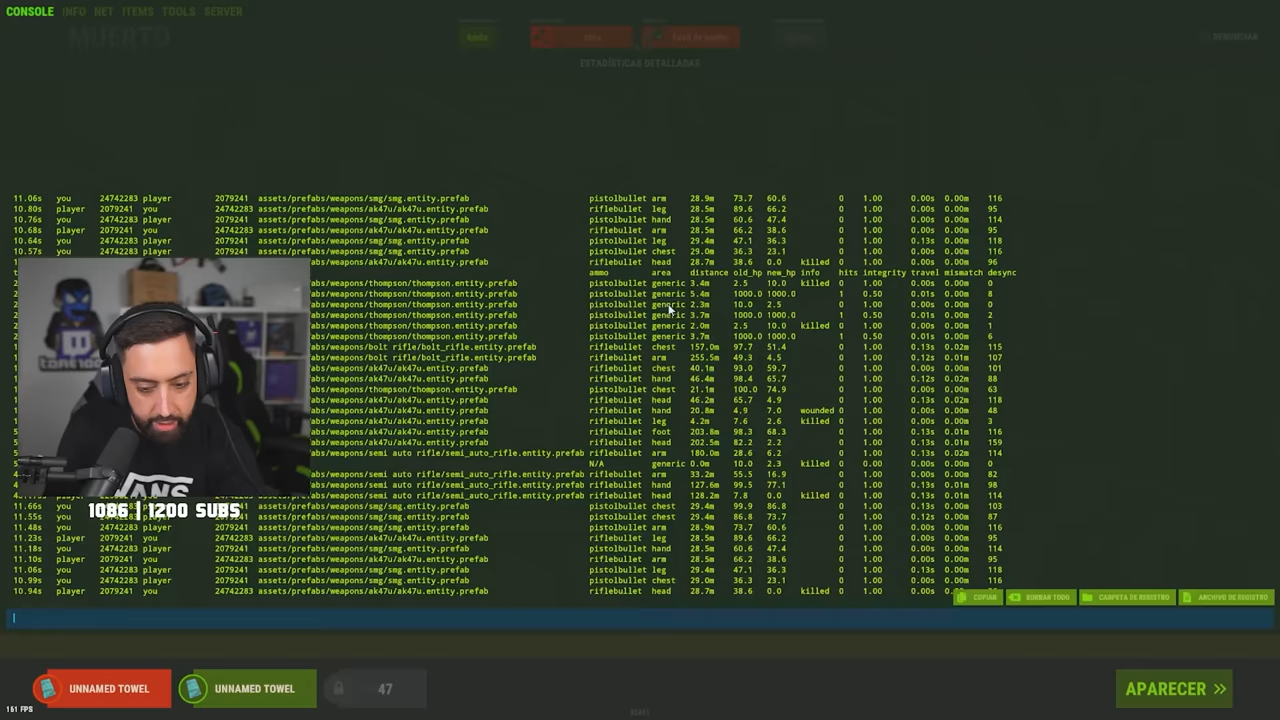 CONSOLE INFO NET ITEMS TOOLS SERVER
MUERTO
DENUNCIAR
ESTADÍSTICAS DETALLADAS
11.06s you 24742283 player 2079241 assets/prefabs/weapons/smg/smg.entity.prefab pistolbullet arm 28.9m 73.7 60.6 0 1.00 0.00s 0.00m 116
10.80s player 2079241 you 24742283 assets/prefabs/weapons/ak47u/ak47u.entity.prefab riflebullet leg 28.5m 89.6 66.2 0 1.00 0.00s 0.00m 95
10.76s you 24742283 player 2079241 assets/prefabs/weapons/smg/smg.entity.prefab pistolbullet hand 28.5m 60.6 47.4 0 1.00 0.00s 0.00m 114
10.68s player 2079241 you 24742283 assets/prefabs/weapons/ak47u/ak47u.entity.prefab riflebullet arm 28.5m 66.2 38.6 0 1.00 0.00s 0.00m 95
10.64s you 24742283 player 2079241 assets/prefabs/weapons/smg/smg.entity.prefab pistolbullet leg 29.4m 47.1 36.3 0 1.00 0.13s 0.00m 118
10.57s you 24742283 player 2079241 assets/prefabs/weapons/smg/smg.entity.prefab pistolbullet chest 29.0m 36.3 23.1 0 1.00 0.00s 0.00m 116
abs/weapons/ak47u/ak47u.entity.prefab riflebullet head 28.7m 38.6 0.0 killed 0 1.00 0.00s 0.00m 96
ammo area distance old_hp new_hp info hits integrity travel mismatch desync
abs/weapons/thompson/thompson.entity.prefab pistolbullet generic 3.4m 2.5 10.0 killed 0 1.00 0.00s 0.00m 0
abs/weapons/thompson/thompson.entity.prefab pistolbullet generic 5.4m 1000.0 1000.0 1 0.50 0.01s 0.00m 8
abs/weapons/thompson/thompson.entity.prefab pistolbullet generic 2.3m 10.0 2.5 0 1.00 0.00s 0.00m 0
abs/weapons/thompson/thompson.entity.prefab pistolbullet generic 3.7m 1000.0 1000.0 1 0.50 0.01s 0.00m 2
abs/weapons/thompson/thompson.entity.prefab pistolbullet generic 2.0m 2.5 10.0 killed 0 1.00 0.00s 0.00m 1
abs/weapons/thompson/thompson.entity.prefab pistolbullet generic 3.7m 1000.0 1000.0 1 0.50 0.01s 0.00m 6
abs/weapons/bolt rifle/bolt_rifle.entity.prefab riflebullet chest 157.0m 97.7 51.4 0 1.00 0.13s 0.02m 115
abs/weapons/bolt rifle/bolt_rifle.entity.prefab riflebullet arm 255.5m 49.3 4.5 0 1.00 0.12s 0.01m 107
abs/weapons/ak47u/ak47u.entity.prefab riflebullet chest 40.1m 93.0 59.7 0 1.00 0.00s 0.00m 101
abs/weapons/ak47u/ak47u.entity.prefab riflebullet hand 46.4m 98.4 65.7 0 1.00 0.12s 0.02m 88
abs/weapons/thompson/thompson.entity.prefab pistolbullet chest 21.1m 100.0 74.9 0 1.00 0.00s 0.00m 63
abs/weapons/ak47u/ak47u.entity.prefab riflebullet head 46.2m 65.7 4.9 0 1.00 0.13s 0.02m 118
abs/weapons/ak47u/ak47u.entity.prefab riflebullet hand 20.8m 4.9 7.0 wounded 0 1.00 0.00s 0.00m 48
abs/weapons/ak47u/ak47u.entity.prefab riflebullet leg 4.2m 7.6 2.6 killed 0 1.00 0.00s 0.00m 3
abs/weapons/ak47u/ak47u.entity.prefab riflebullet foot 203.8m 98.3 68.3 0 1.00 0.13s 0.01m 116
abs/weapons/ak47u/ak47u.entity.prefab riflebullet head 202.5m 82.2 2.2 0 1.00 0.13s 0.01m 159
abs/weapons/semi auto rifle/semi_auto_rifle.entity.prefab riflebullet arm 180.0m 28.6 6.2 0 1.00 0.13s 0.02m 114
N/A generic 0.0m 10.0 2.3 killed 0 0.00 0.00s 0.00m 0
abs/weapons/semi auto rifle/semi_auto_rifle.entity.prefab riflebullet arm 33.2m 55.5 16.9 0 1.00 0.00s 0.00m 82
abs/weapons/semi auto rifle/semi_auto_rifle.entity.prefab riflebullet head 127.6m 99.5 77.1 0 1.00 0.13s 0.01m 98
abs/weapons/semi auto rifle/semi_auto_rifle.entity.prefab riflebullet head 128.2m 7.8 0.0 killed 0 1.00 0.13s 0.01m 114
11.66s you 24742283 player 2079241 assets/prefabs/weapons/smg/smg.entity.prefab pistolbullet chest 29.4m 99.9 86.8 0 1.00 0.00s 0.00m 103
11.55s you 24742283 player 2079241 assets/prefabs/weapons/smg/smg.entity.prefab pistolbullet chest 29.4m 86.8 73.7 0 1.00 0.12s 0.00m 87
11.48s you 24742283 player 2079241 assets/prefabs/weapons/smg/smg.entity.prefab pistolbullet arm 28.9m 73.7 60.6 0 1.00 0.00s 0.00m 116
11.23s player 2079241 you 24742283 assets/prefabs/weapons/ak47u/ak47u.entity.prefab riflebullet leg 28.5m 89.6 66.2 0 1.00 0.00s 0.00m 95
11.18s you 24742283 player 2079241 assets/prefabs/weapons/smg/smg.entity.prefab pistolbullet hand 28.5m 60.6 47.4 0 1.00 0.00s 0.00m 114
11.10s player 2079241 you 24742283 assets/prefabs/weapons/ak47u/ak47u.entity.prefab riflebullet arm 28.5m 66.2 38.6 0 1.00 0.00s 0.00m 95
11.06s you 24742283 player 2079241 assets/prefabs/weapons/smg/smg.entity.prefab pistolbullet leg 29.4m 47.1 36.3 0 1.00 0.13s 0.00m 118
10.99s you 24742283 player 2079241 assets/prefabs/weapons/smg/smg.entity.prefab pistolbullet chest 29.0m 36.3 23.1 0 1.00 0.00s 0.00m 116
10.94s player 2079241 you 24742283 assets/prefabs/weapons/ak47u/ak47u.entity.prefab riflebullet head 28.7m 38.6 0.0 killed 0 1.00 0.00s
1086 | 1200 SUBS
COPIAR BORRAR TODO CARPETA DE REGISTRO ARCHIVO DE REGISTRO
UNNAMED TOWEL UNNAMED TOWEL 47 APARECER >>
161 FPS